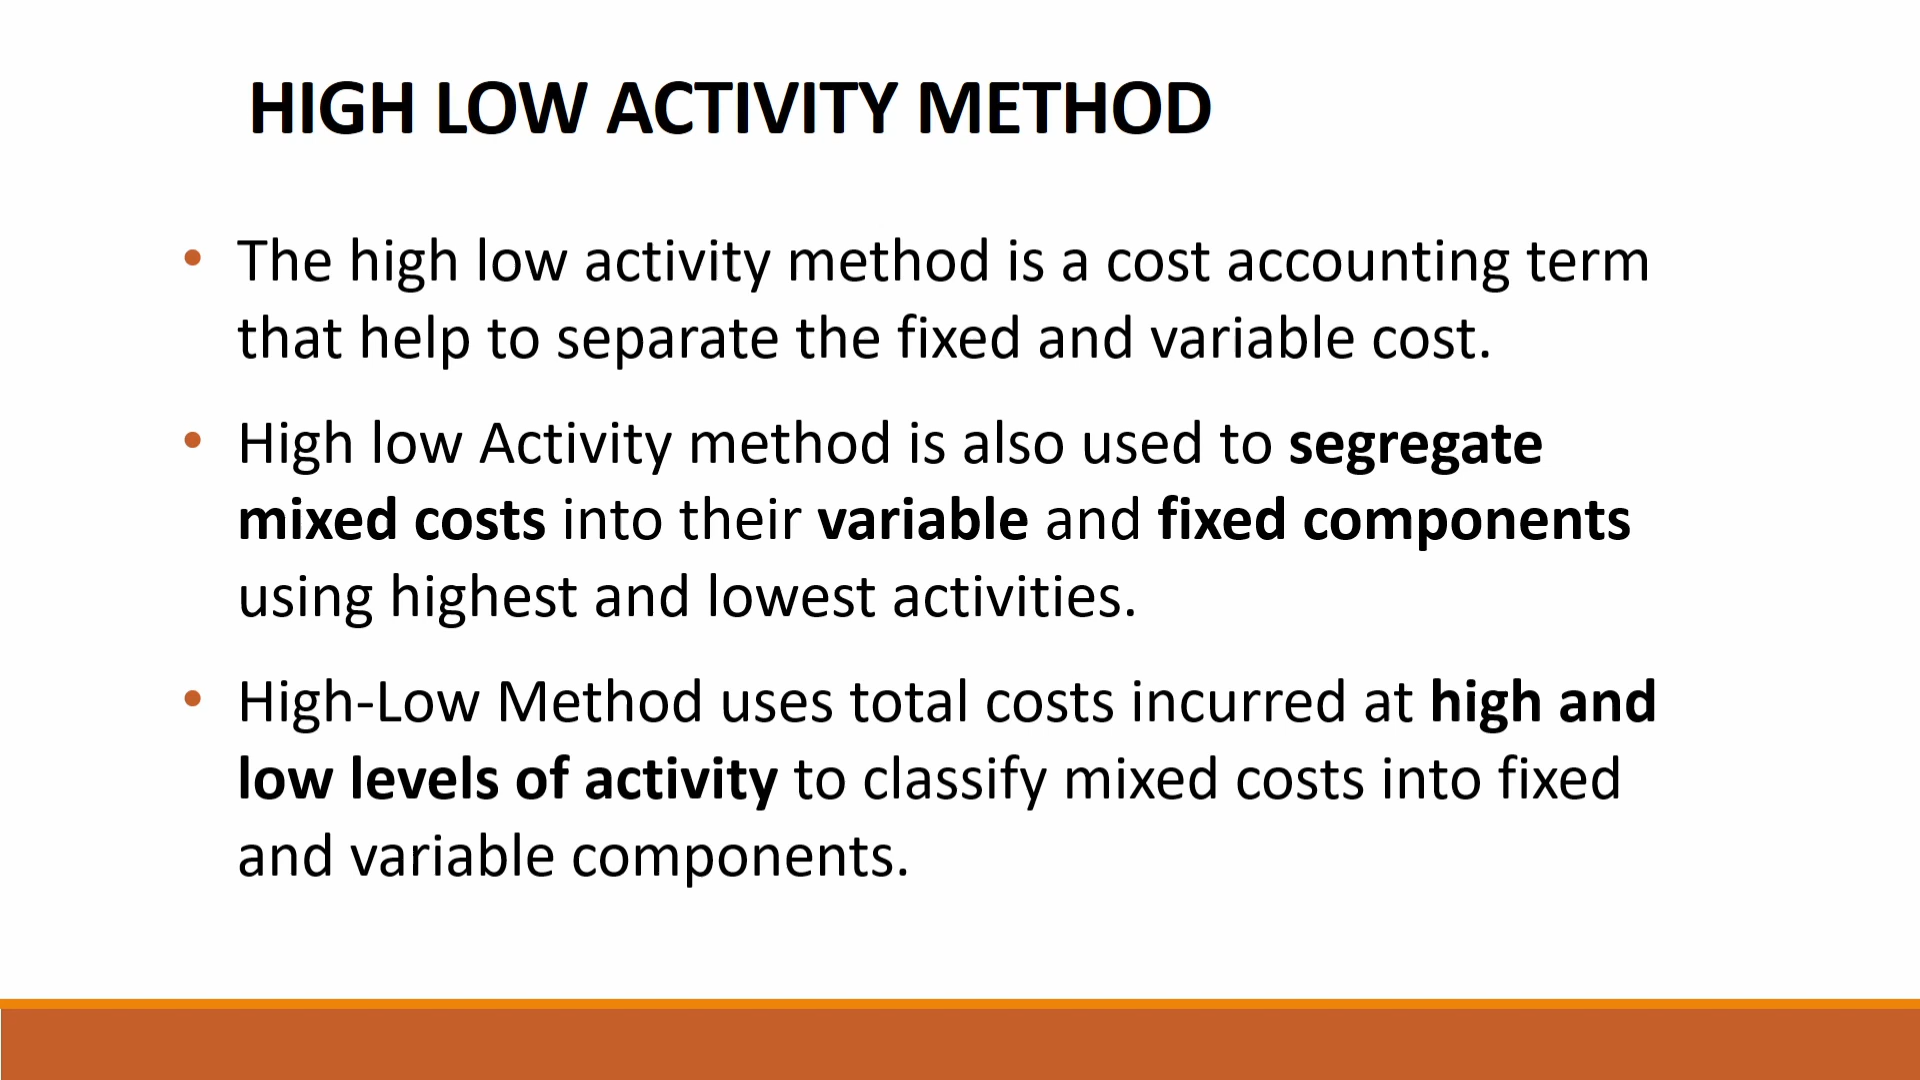 HIGH LOW ACTIVITY METHOD
• The high low activity method is a cost accounting term
that help to separate the fixed and variable cost.
• High low Activity method is also used to segregate
mixed costs into their variable and fixed components
using highest and lowest activities.
• High-Low Method uses total costs incurred at high and
low levels of activity to classify mixed costs into fixed
and variable components.